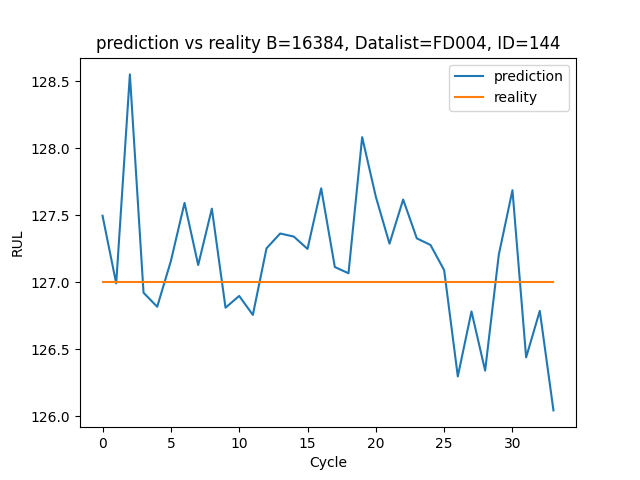 prediction vs reality B=16384, Datalist=FD004, ID=144
prediction
reality
128.5
128.0
127.5
127.0
126.5
126.0
RUL
0 5 10 15 20 25 30
Cycle